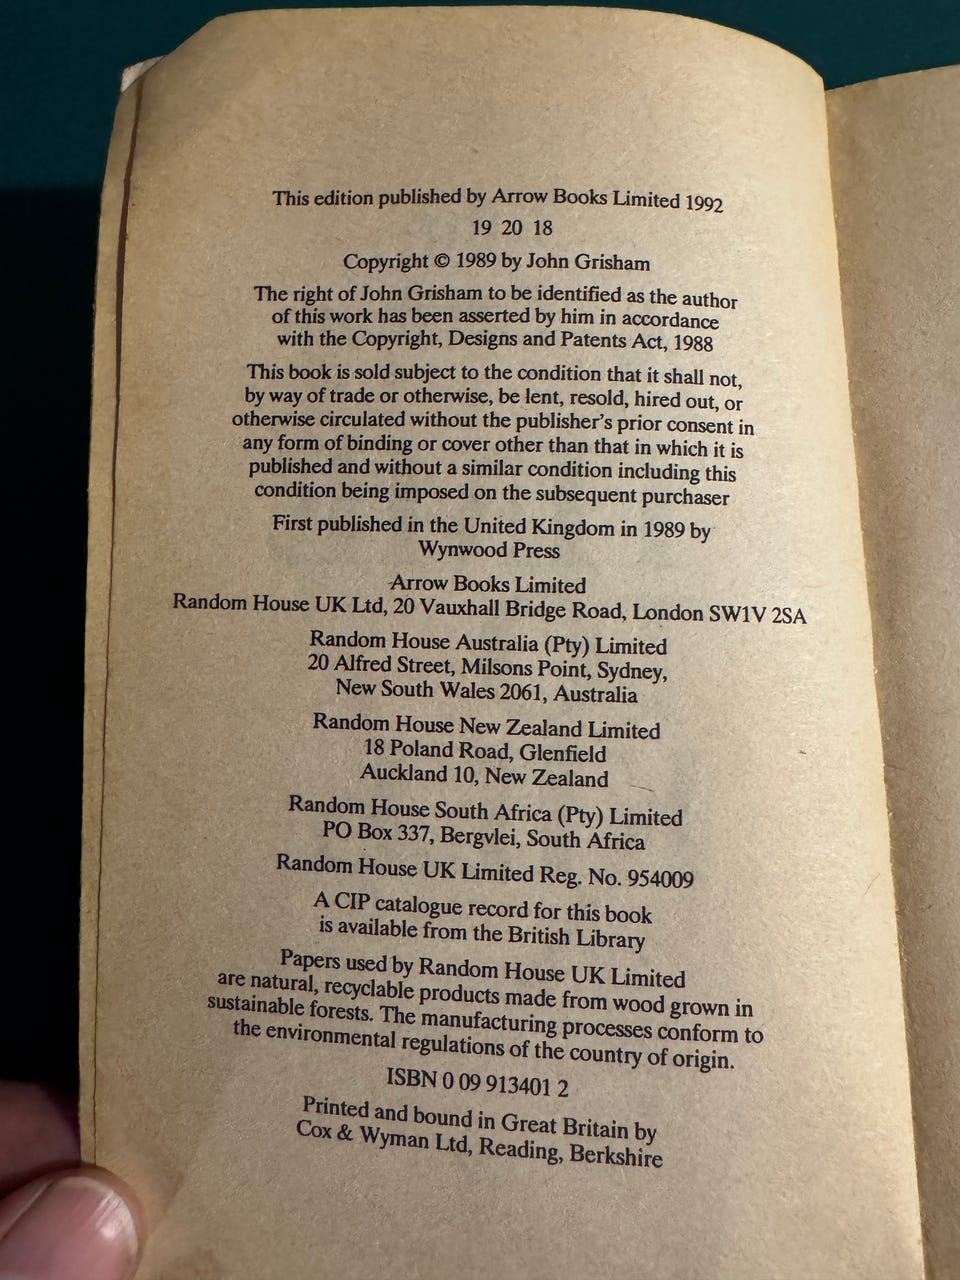 This edition published by Arrow Books Limited 1992
19 20 18
Copyright © 1989 by John Grisham
The right of John Grisham to be identified as the author
of this work has been asserted by him in accordance
with the Copyright, Designs and Patents Act, 1988
This book is sold subject to the condition that it shall not,
by way of trade or otherwise, be lent, resold, hired out, or
otherwise circulated without the publisher's prior consent in
any form of binding or cover other than that in which it is
published and without a similar condition including this
condition being imposed on the subsequent purchaser
First published in the United Kingdom in 1989 by
Wynwood Press
Arrow Books Limited
Random House UK Ltd, 20 Vauxhall Bridge Road, London SW1V 2SA
Random House Australia (Pty) Limited
20 Alfred Street, Milsons Point, Sydney,
New South Wales 2061, Australia
Random House New Zealand Limited
18 Poland Road, Glenfield
Auckland 10, New Zealand
Random House South Africa (Pty) Limited
PO Box 337, Bergvlei, South Africa
Random House UK Limited Reg. No. 954009
A CIP catalogue record for this book
is available from the British Library
Papers used by Random House UK Limited
are natural, recyclable products made from wood grown in
sustainable forests. The manufacturing processes conform to
the environmental regulations of the country of origin.
ISBN 0 09 913401 2
Printed and bound in Great Britain by
Cox & Wyman Ltd, Reading, Berkshire